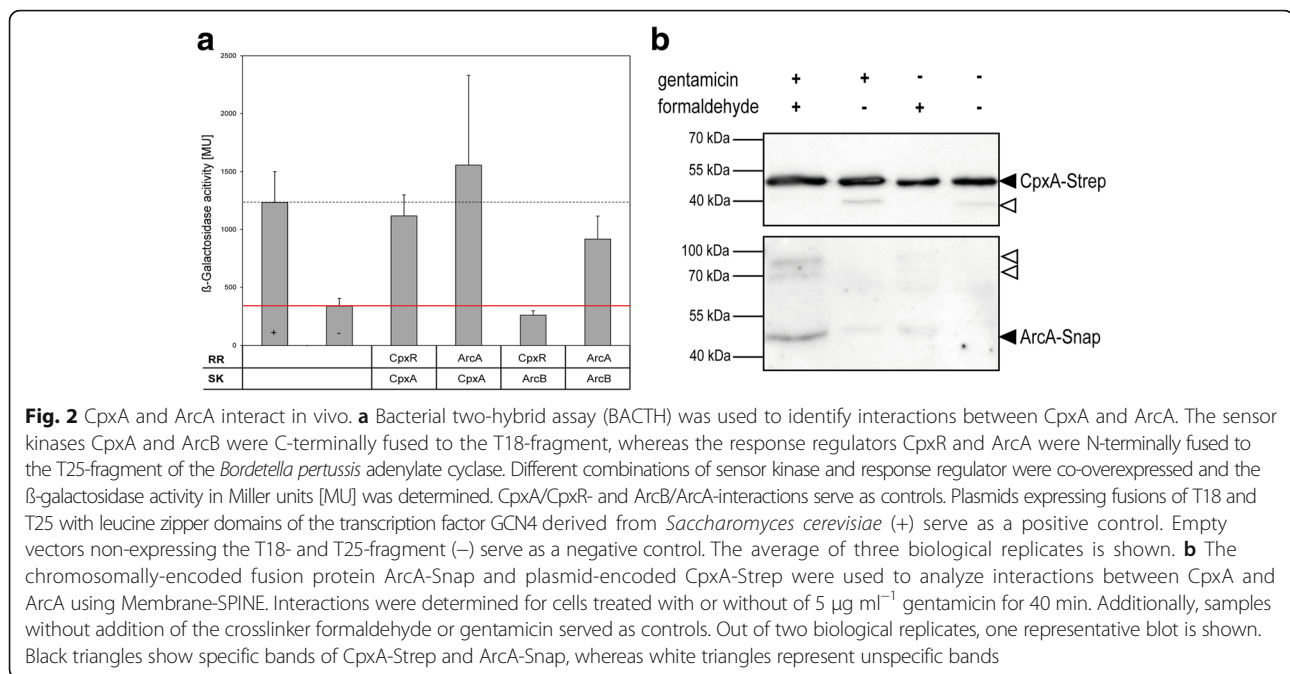 a
2500
2000
1500
1000
500
0
ß-Galactosidase acitivity [MU]
+
-
RR CpxR ArcA CpxR ArcA
SK CpxA CpxA ArcB ArcB
b
gentamicin + + - -
formaldehyde + - + -
70 kDa
55 kDa
40 kDa
CpxA-Strep
100 kDa
70 kDa
55 kDa
40 kDa
ArcA-Snap
Fig. 2 CpxA and ArcA interact in vivo. a Bacterial two-hybrid assay (BACTH) was used to identify interactions between CpxA and ArcA. The sensor
kinases CpxA and ArcB were C-terminally fused to the T18-fragment, whereas the response regulators CpxR and ArcA were N-terminally fused to
the T25-fragment of the Bordetella pertussis adenylate cyclase. Different combinations of sensor kinase and response regulator were co-overexpressed and the
ß-galactosidase activity in Miller units [MU] was determined. CpxA/CpxR- and ArcB/ArcA-interactions serve as controls. Plasmids expressing fusions of T18 and
T25 with leucine zipper domains of the transcription factor GCN4 derived from Saccharomyces cerevisiae (+) serve as a positive control. Empty
vectors non-expressing the T18- and T25-fragment (−) serve as a negative control. The average of three biological replicates is shown. b The
chromosomally-encoded fusion protein ArcA-Snap and plasmid-encoded CpxA-Strep were used to analyze interactions between CpxA and
ArcA using Membrane-SPINE. Interactions were determined for cells treated with or without of 5 μg ml⁻¹ gentamicin for 40 min. Additionally, samples
without addition of the crosslinker formaldehyde or gentamicin served as controls. Out of two biological replicates, one representative blot is shown.
Black triangles show specific bands of CpxA-Strep and ArcA-Snap, whereas white triangles represent unspecific bands